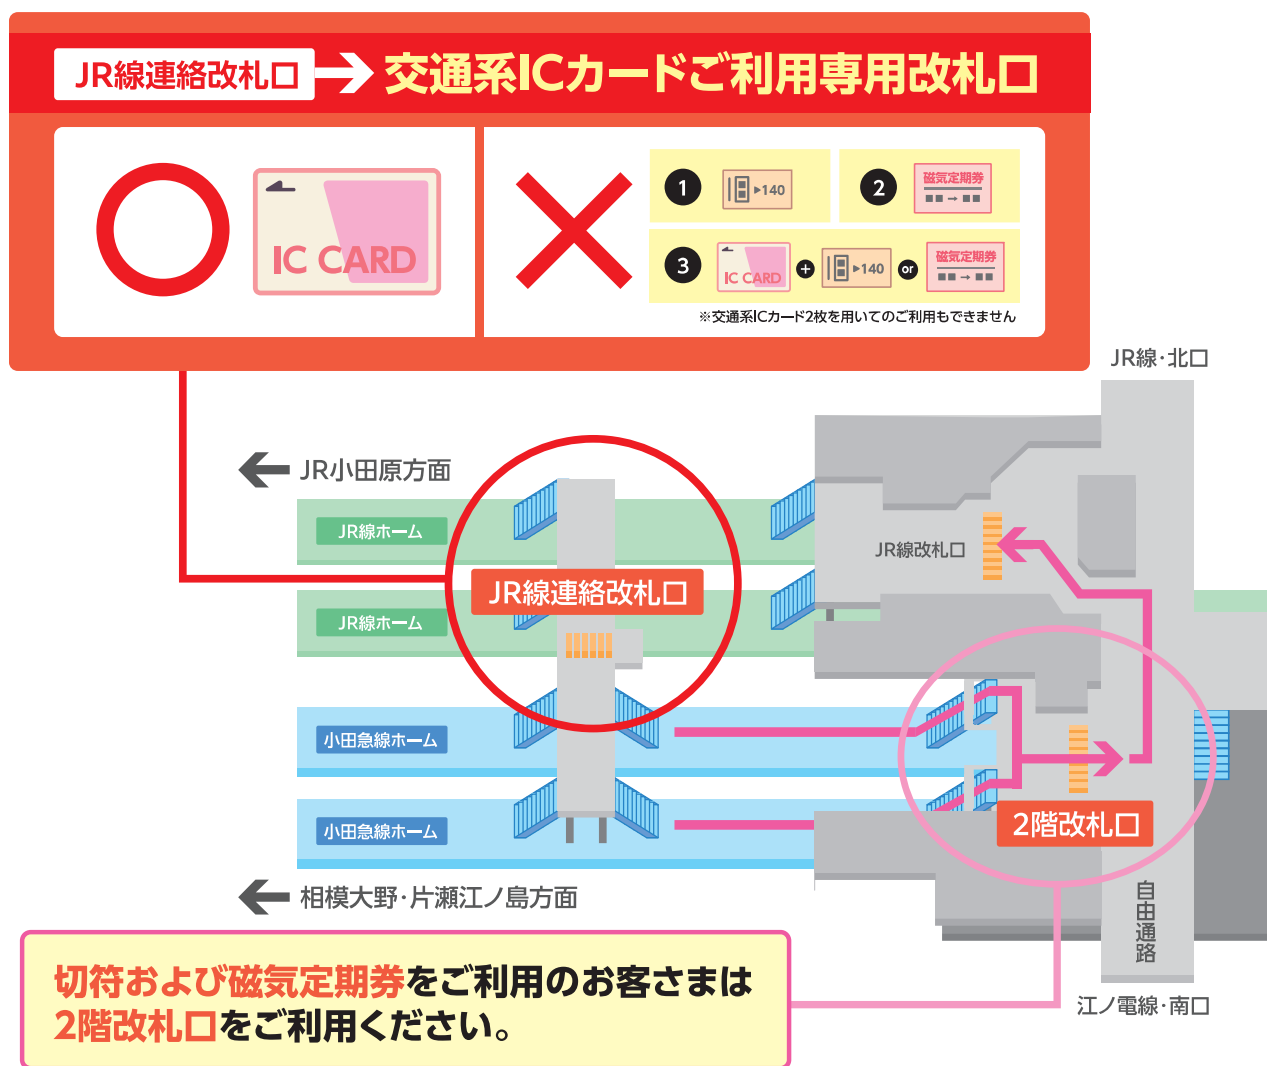 JR線連絡改札口
交通系ICカードご利用専用改札口
IC CARD
1
▶140
2
磁気定期券
■■→■■
3
IC CARD
+
▶140
or
磁気定期券
■■→■■
※交通系ICカード2枚を用いてのご利用もできません
JR線・北口
JR小田原方面
JR線ホーム
JR線改札口
JR線連絡改札口
JR線ホーム
小田急線ホーム
小田急線ホーム
2階改札口
相模大野・片瀬江ノ島方面
自由通路
江ノ電線・南口
切符および磁気定期券をご利用のお客さまは
2階改札口をご利用ください。